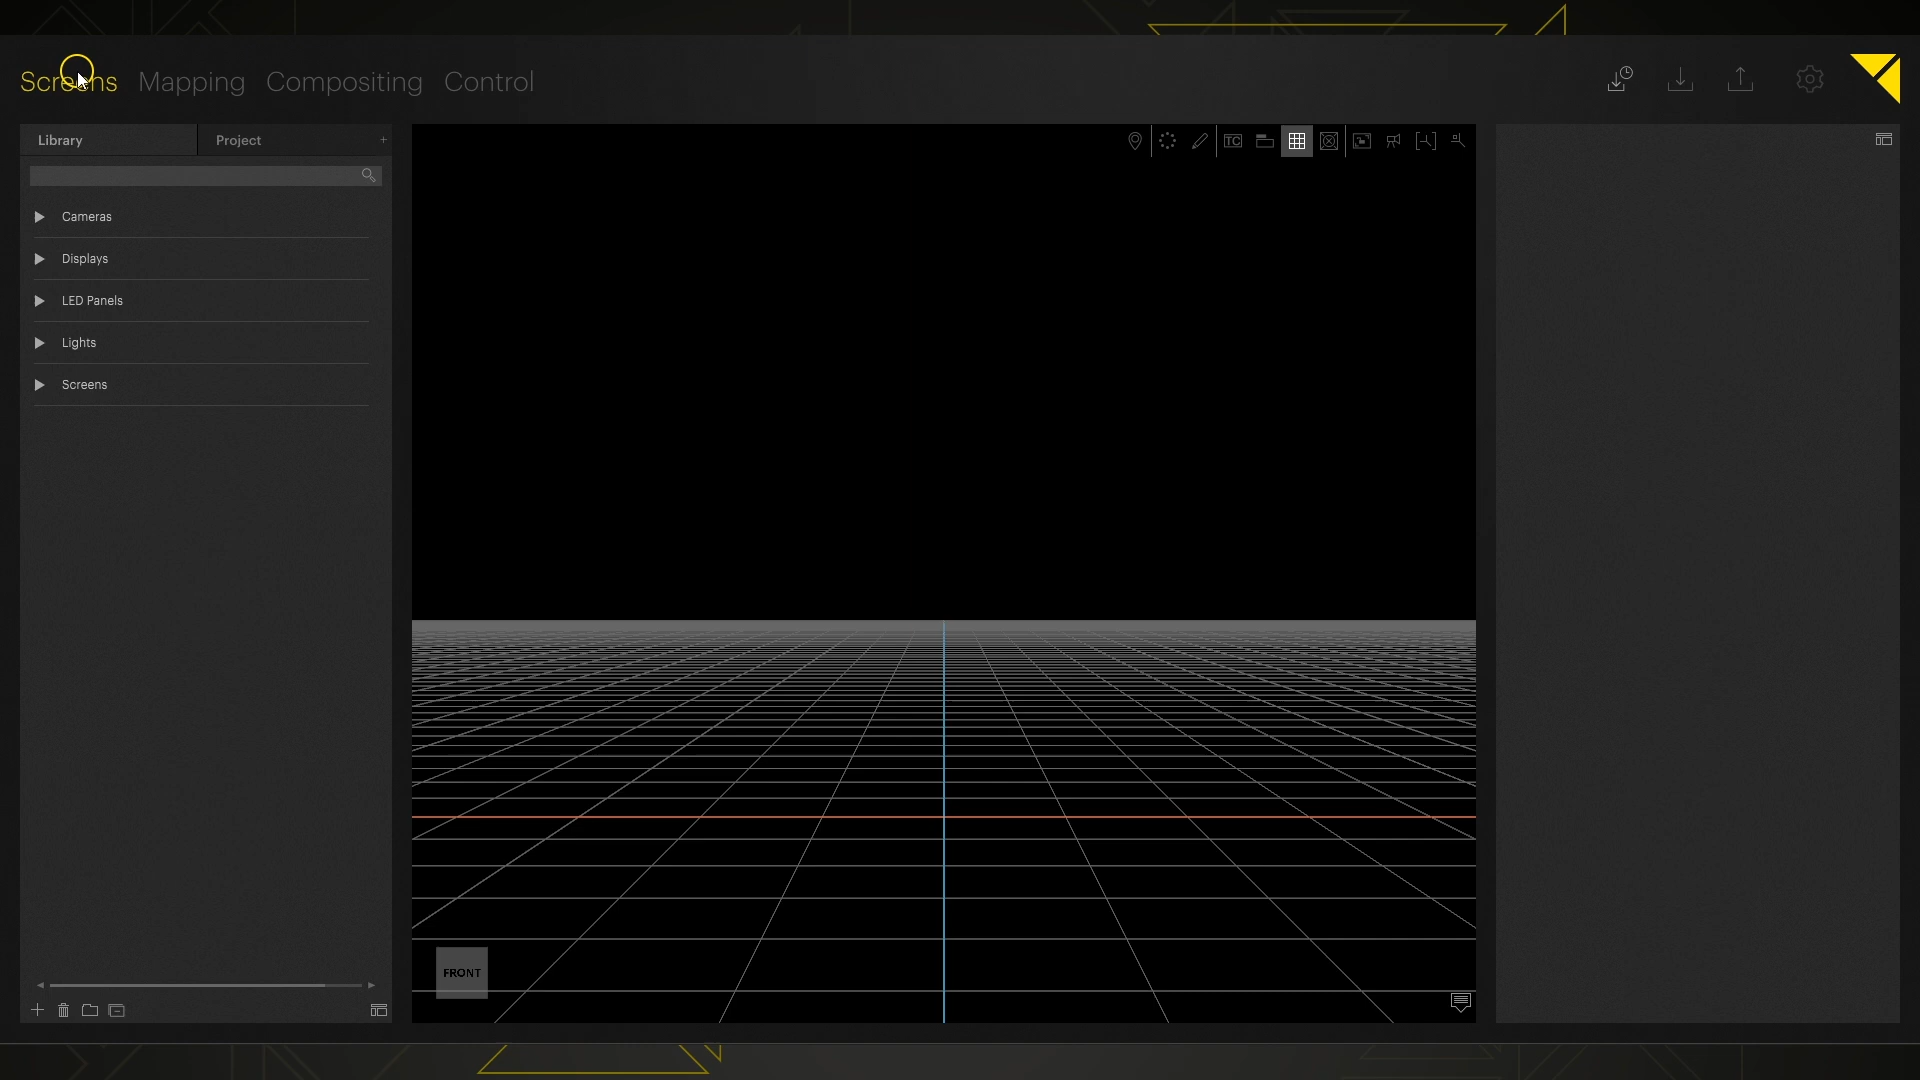 Screens Mapping Compositing Control
Library Project +
TC
Cameras
Displays
LED Panels
Lights
Screens
FRONT